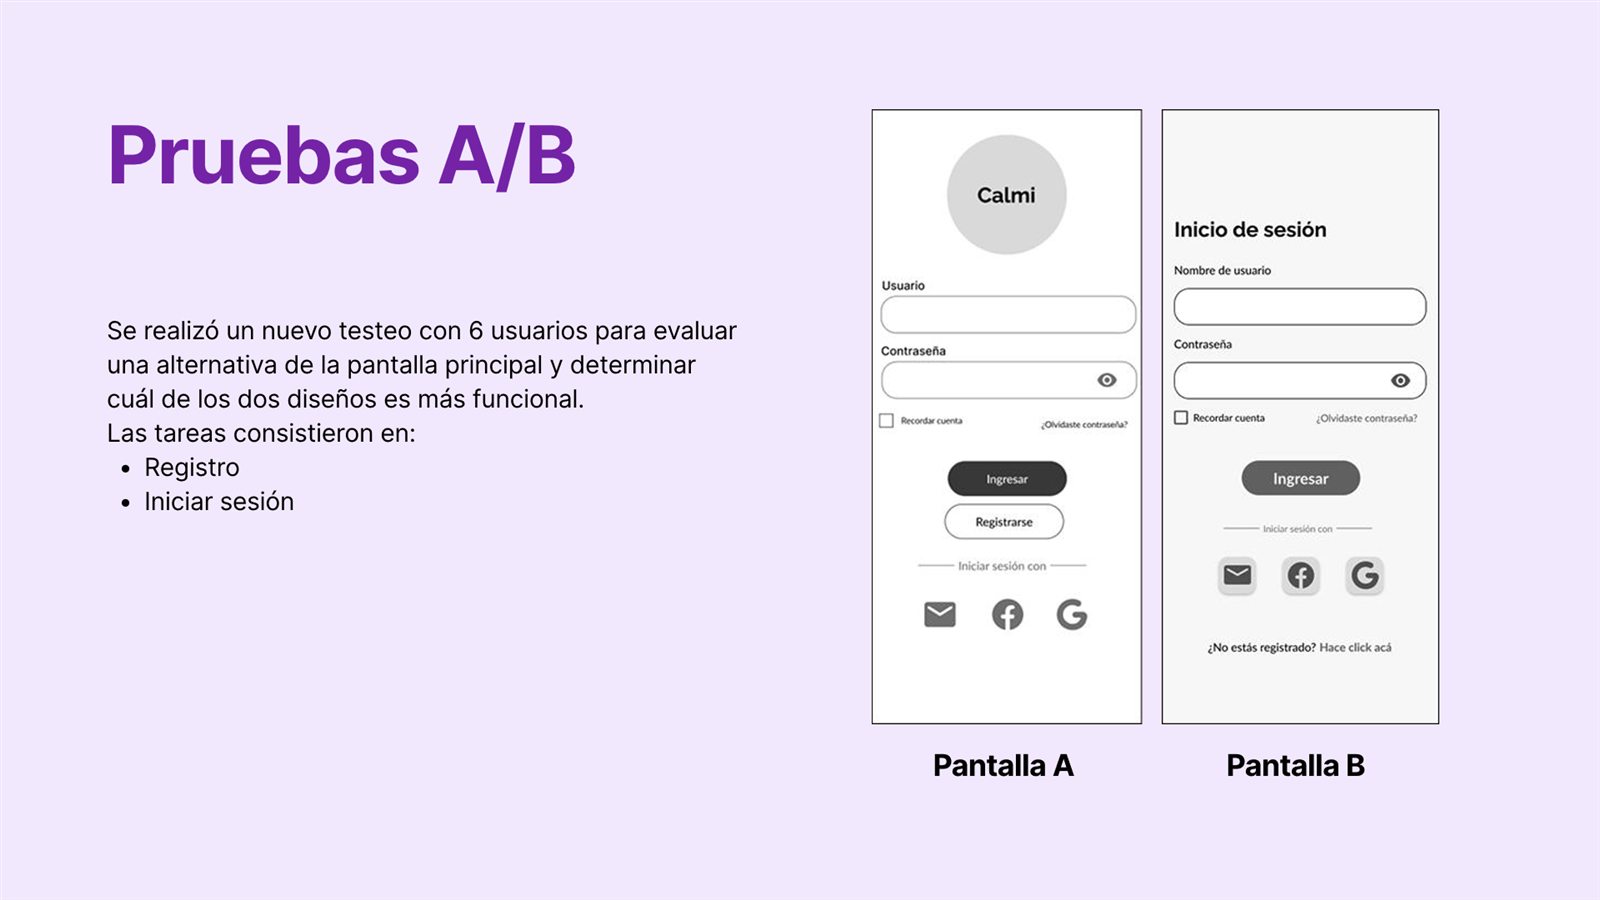 Pruebas A/B
Se realizó un nuevo testeo con 6 usuarios para evaluar
una alternativa de la pantalla principal y determinar
cuál de los dos diseños es más funcional.
Las tareas consistieron en:
• Registro
• Iniciar sesión
Calmi
Usuario
Contraseña
Recordar cuenta
¿Olvidaste contraseña?
Ingresar
Registrarse
Iniciar sesión con
Pantalla A
Inicio de sesión
Nombre de usuario
Contraseña
Recordar cuenta
¿Olvidaste contraseña?
Ingresar
Iniciar sesión con
¿No estás registrado? Hace click acá
Pantalla B